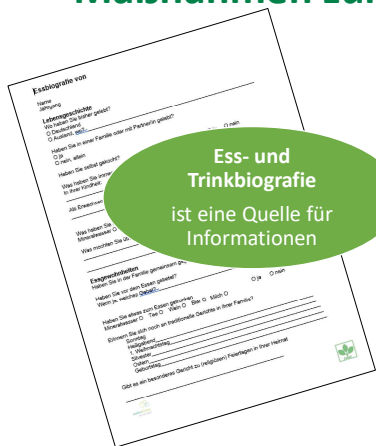 Essbiografie von
Name
Jahrgang
Lebensgeschichte
Wo haben Sie bisher gelebt?
O Deutschland
O Ausland, wo?
Haben Sie in einer Familie oder mit Partner/in gelebt?
O ja
O nein, allein
O nein
Haben Sie selbst gekocht?
Was haben Sie
In Ihrer Kindheit:
Als Erwachsen
Was haben Sie
Mineralwasser O
Was mochten Sie
Ess- und
Trinkbiografie
ist eine Quelle für
Informationen
Essgewohnheiten
Haben Sie in der Familie gemeinsam
Haben Sie vor dem Essen gebetet?
Wenn ja, welches Gebet?
O ja O nein
Haben Sie etwas zum Essen getrunken
Mineralwasser O Tee O Wein O Bier O Milch O
Erinnern Sie sich noch an traditionelle Gerichte in Ihrer Familie?
Sonntag
Heiligabend
1. Weihnachtstag
Silvester
Ostern
Geburtstag
Gibt es ein besonderes Gericht zu (religiösen) Feiertagen in Ihrer Heimat